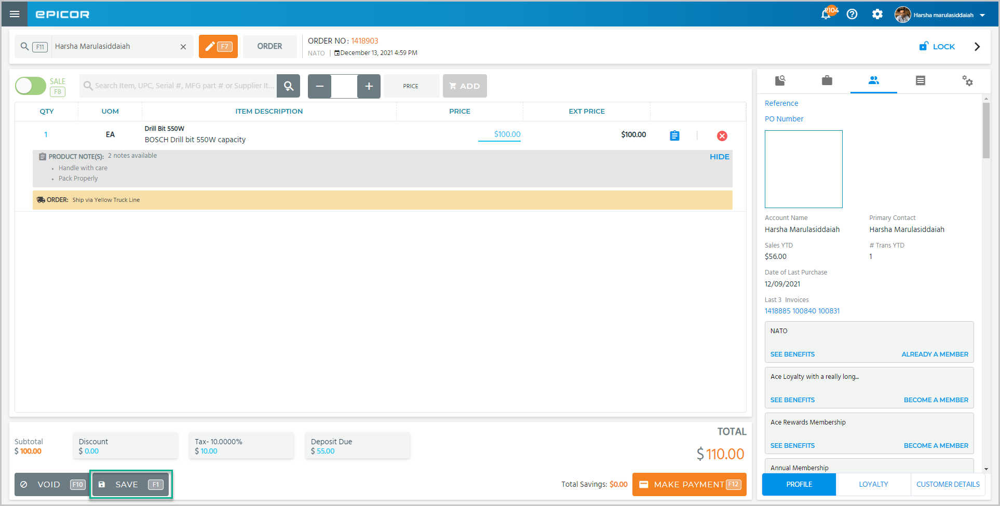 EPICOR
2104
Harsha marulasiddaiah
F11
Harsha Marulasiddaiah
F7
ORDER
ORDER NO : 1418903
NATO | December 13, 2021 4:59 PM
LOCK
SALE
F8
Search Item, UPC, Serial #, MFG part # or Supplier It...
PRICE
ADD
QTY UOM ITEM DESCRIPTION PRICE EXT PRICE
1 EA Drill Bit 550W $100.00 $100.00
BOSCH Drill bit 550W capacity
PRODUCT NOTE(S): 2 notes available HIDE
• Handle with care
• Pack Properly
ORDER: Ship via Yellow Truck Line
Reference
PO Number
Account Name Primary Contact
Harsha Marulasiddaiah Harsha Marulasiddaiah
Sales YTD # Trans YTD
$56.00 1
Date of Last Purchase
12/09/2021
Last 3 Invoices
1418885 100840 100831
NATO
SEE BENEFITS ALREADY A MEMBER
Ace Loyalty with a really long...
SEE BENEFITS BECOME A MEMBER
Ace Rewards Membership
SEE BENEFITS BECOME A MEMBER
Annual Membership
PROFILE LOYALTY CUSTOMER DETAILS
Subtotal
$ 100.00
Discount
$ 0.00
Tax- 10.0000%
$ 10.00
Deposit Due
$ 55.00
TOTAL
$ 110.00
VOID F10
SAVE F1
Total Savings: $0.00
MAKE PAYMENT F12